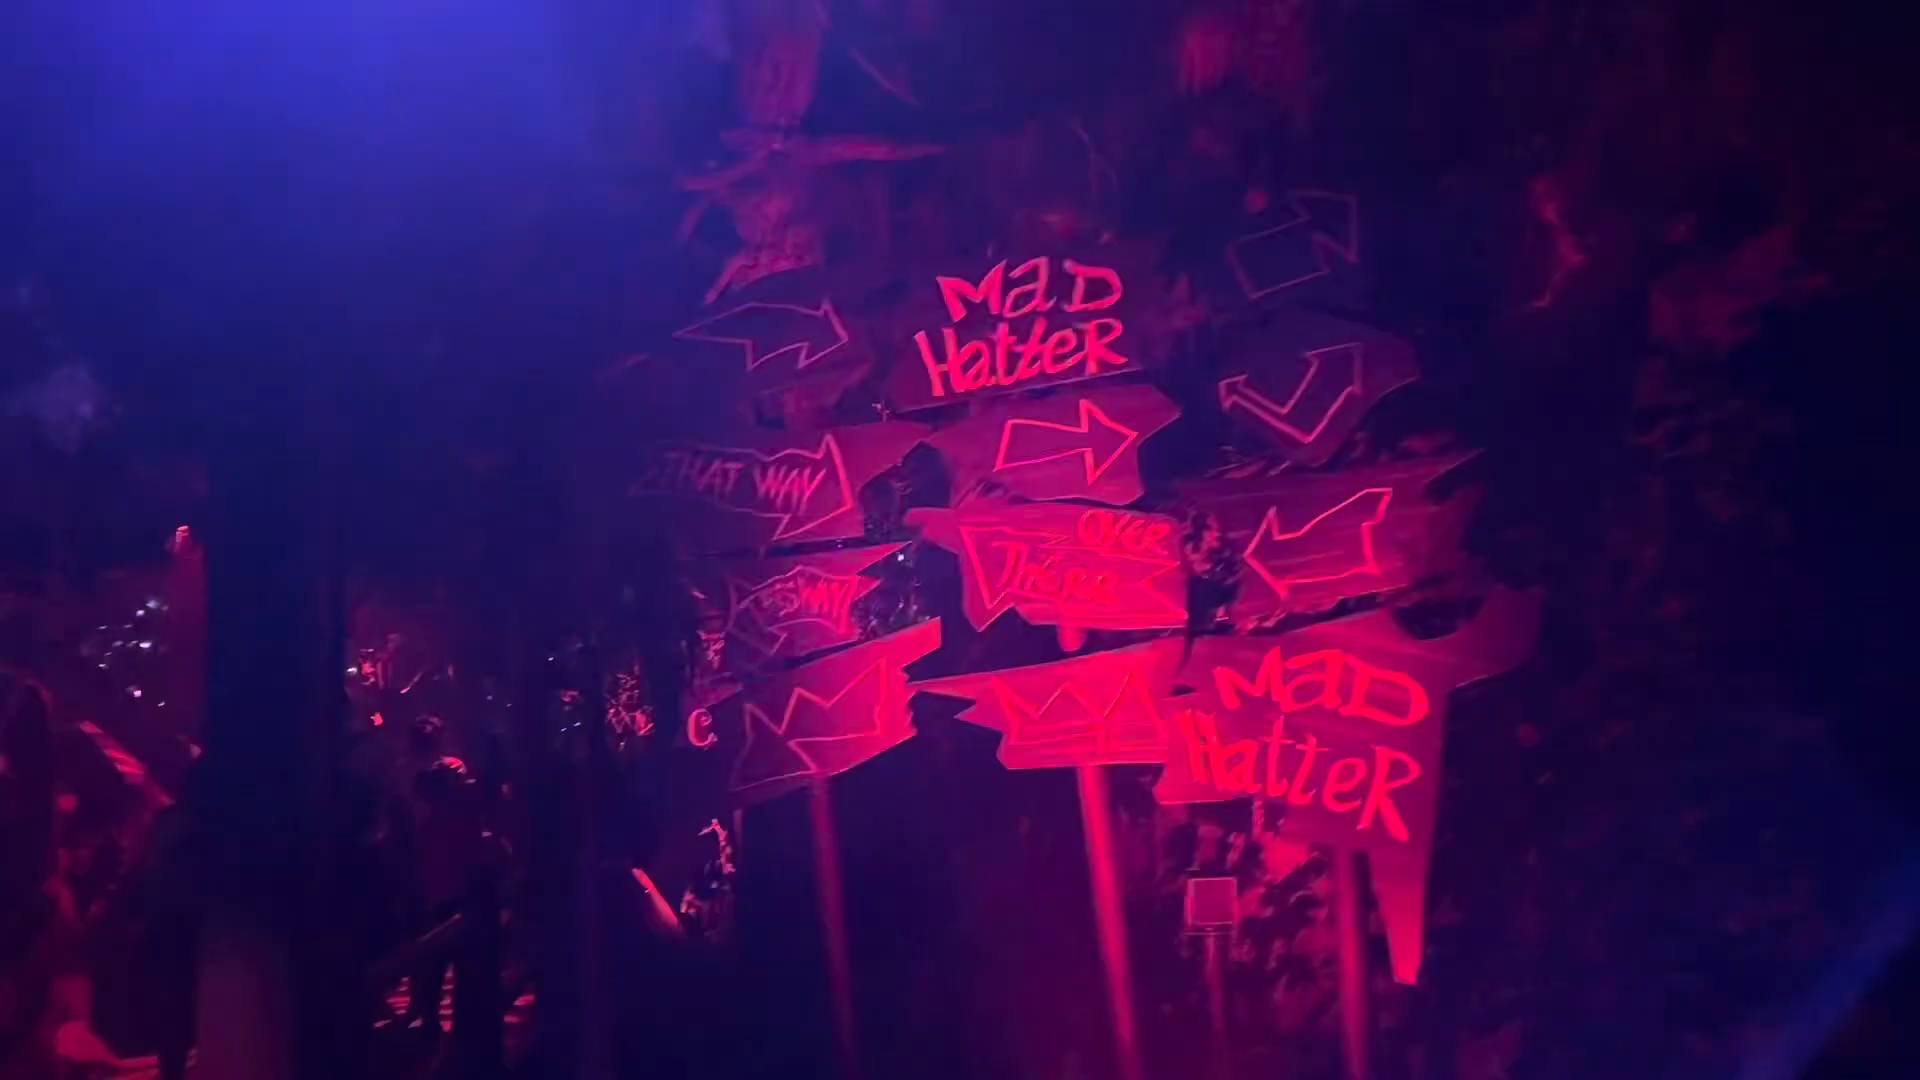 MaD
HatteR
THAT WAY
OVER
THERE
MaD
HatteR